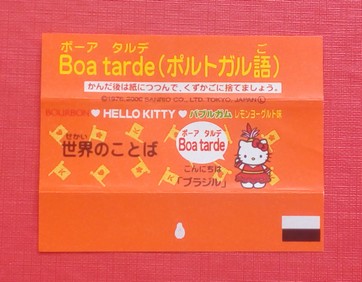 ボーア タルデ
ご
Boa tarde(ポルトガル語)
かんだ後は紙につつんで、くずかごに捨てましょう。
©1976, 2006 SANRIO CO., LTD. TOKYO, JAPAN Ⓛ
BOURBON♥HELLO KITTY♥バブルガム レモンヨーグルト味
せかい
世界のことば
ボーア タルデ
Boa tarde
こんにちは
「ブラジル」